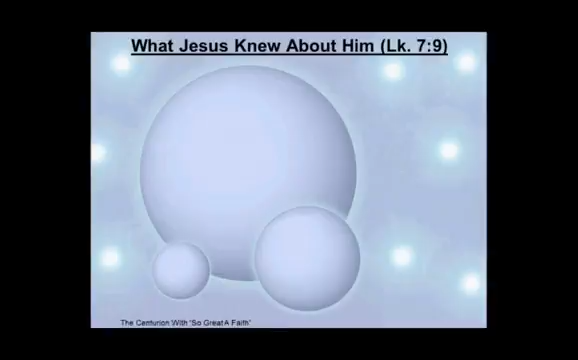 What Jesus Knew About Him (Lk. 7:9)
The Centurion With "So Great A Faith"